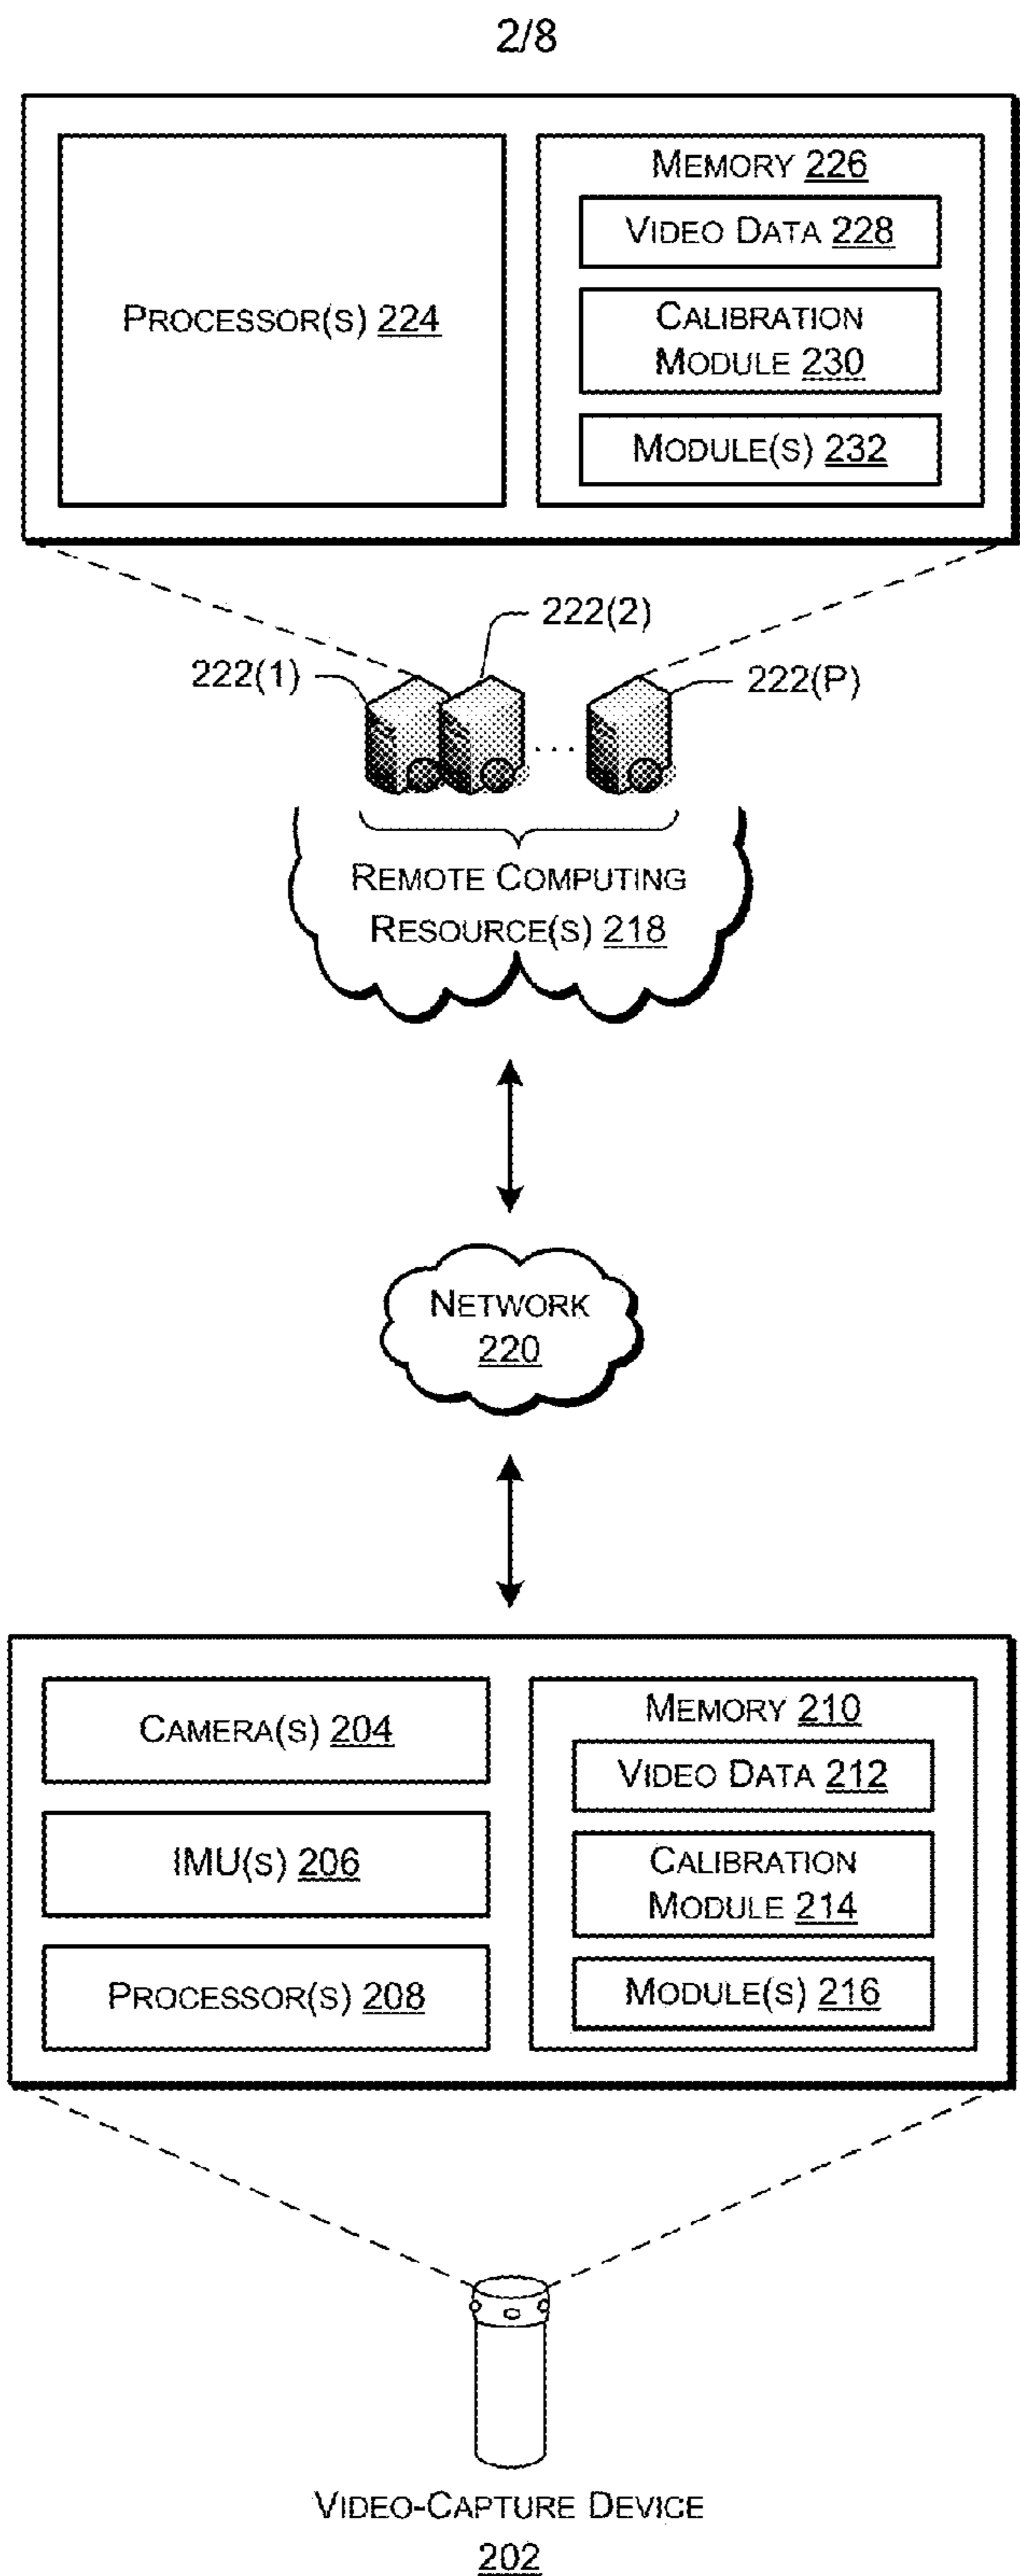 2/8
PROCESSOR(S) 224
MEMORY 226
VIDEO DATA 228
CALIBRATION
MODULE 230
MODULE(S) 232
222(1)
222(2)
222(P)
...
REMOTE COMPUTING
RESOURCE(S) 218
NETWORK
220
CAMERA(S) 204
IMU(S) 206
PROCESSOR(S) 208
MEMORY 210
VIDEO DATA 212
CALIBRATION
MODULE 214
MODULE(S) 216
VIDEO-CAPTURE DEVICE
202